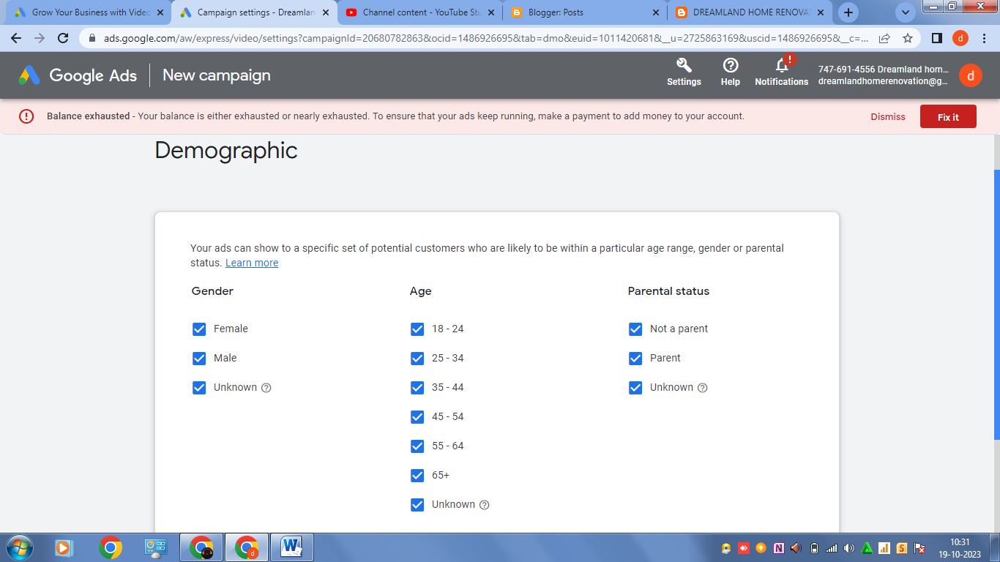 Grow Your Business with Video
Campaign settings - Dreamlan
Channel content - YouTube Stu
Blogger: Posts
DREAMLAND HOME RENOVAT
ads.google.com/aw/express/video/settings?campaignId=20680782863&ocid=1486926695&tab=dmo&euid=1011420681&__u=2725863169&uscid=1486926695&__c=...
d
Google Ads
New campaign
Settings
Help
Notifications
747-691-4556 Dreamland hom...
dreamlandhomerenovation@g...
d
Balance exhausted - Your balance is either exhausted or nearly exhausted. To ensure that your ads keep running, make a payment to add money to your account.
Dismiss
Fix it
Demographic
Your ads can show to a specific set of potential customers who are likely to be within a particular age range, gender or parental
status. Learn more
Gender
Female
Male
Unknown
Age
18 - 24
25 - 34
35 - 44
45 - 54
55 - 64
65+
Unknown
Parental status
Not a parent
Parent
Unknown
10:31
19-10-2023